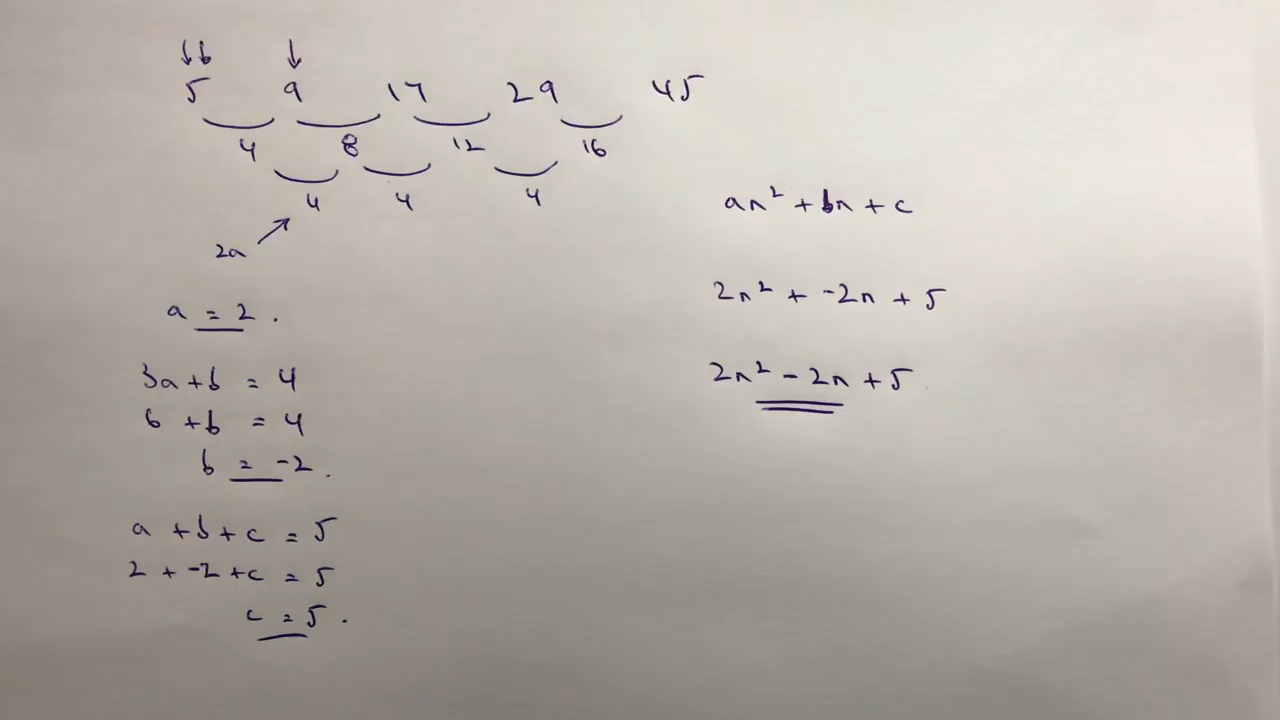 5 9 17 29 45
4 8 12 16
4 4 4
2a
a = 2 .
3a + b = 4
6 + b = 4
b = -2 .
a + b + c = 5
2 + -2 + c = 5
c = 5 .
an² + bn + c
2n² + -2n + 5
2n² - 2n + 5